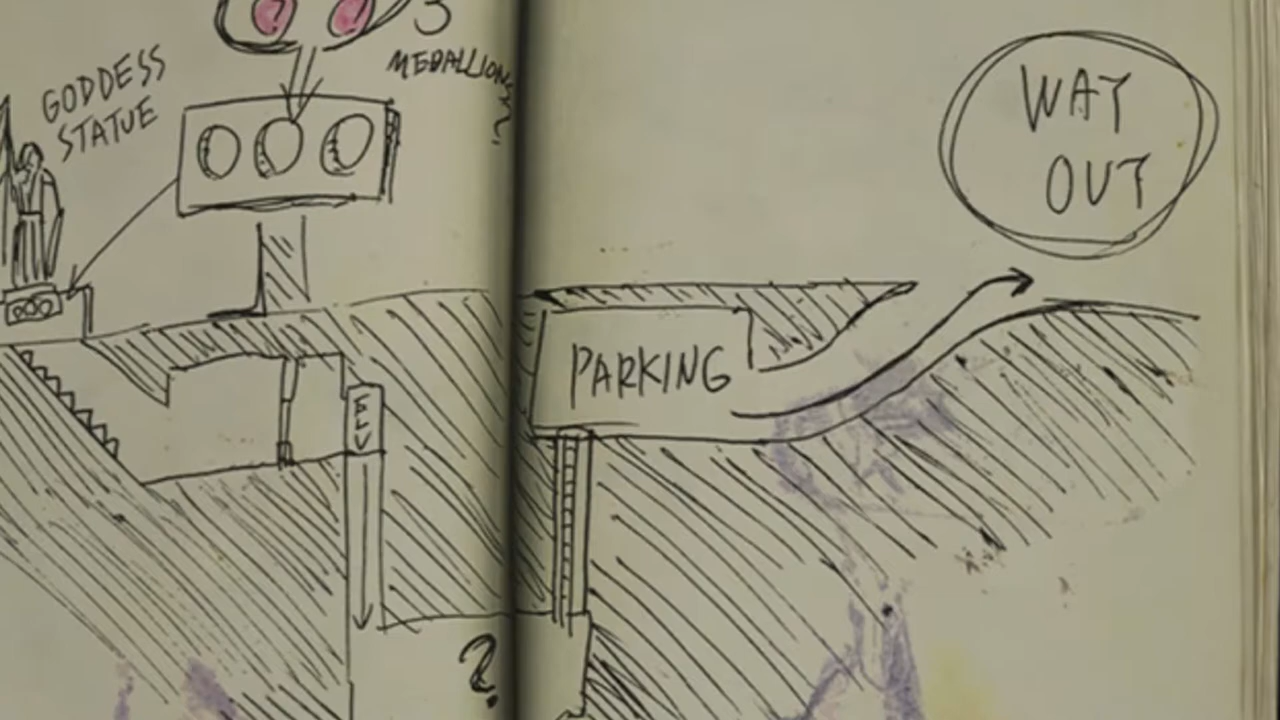 GODDESS
STATUE
? ?
3
MEDALLIONS
WAY
OUT
PARKING
ELV
?